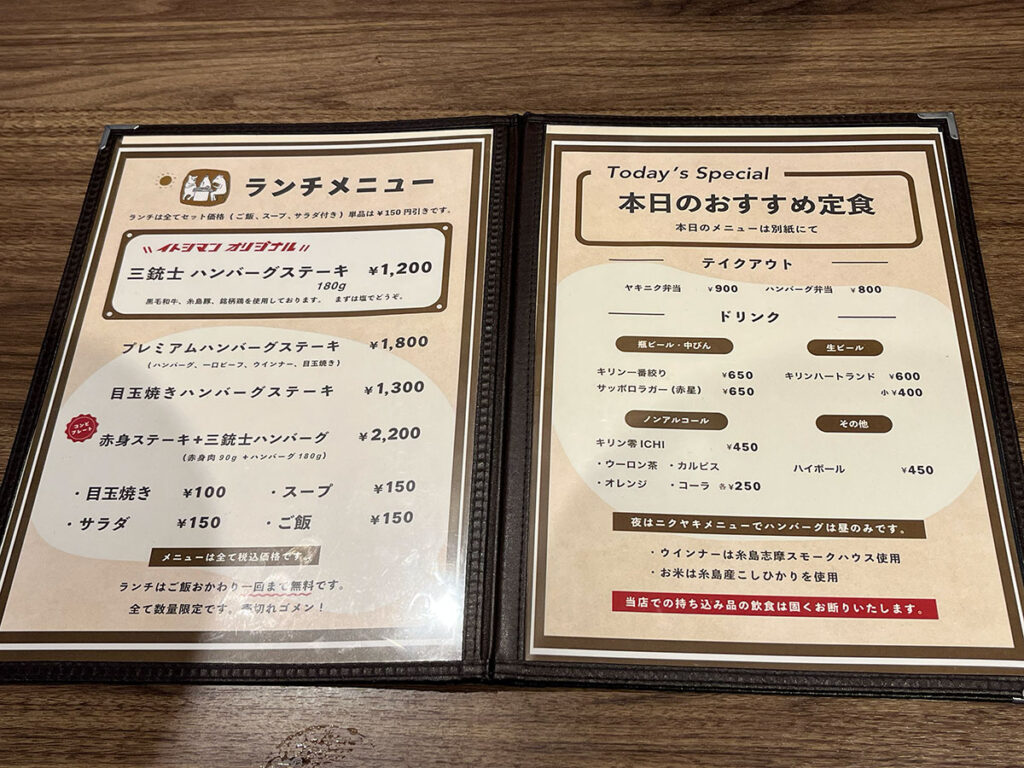 ランチメニュー
ランチは全てセット価格(ご飯、スープ、サラダ付き)単品は¥150円引きです。
イトシマン オリジナル
三銃士 ハンバーグステーキ ¥1,200
180g
黒毛和牛、糸島豚、銘柄鶏を使用しております。 まずは塩でどうぞ。
プレミアムハンバーグステーキ ¥1,800
(ハンバーグ、一口ビーフ、ウインナー、目玉焼き)
目玉焼きハンバーグステーキ ¥1,300
コンビ
プレート
赤身ステーキ+三銃士ハンバーグ ¥2,200
(赤身肉90g +ハンバーグ180g)
・目玉焼き ¥100 ・スープ ¥150
・サラダ ¥150 ・ご飯 ¥150
メニューは全て税込価格です。
ランチはご飯おかわり一回まで無料です。
全て数量限定です。売切れゴメン!
Today's Special
本日のおすすめ定食
本日のメニューは別紙にて
テイクアウト
ヤキニク弁当 ¥900 ハンバーグ弁当 ¥800
ドリンク
瓶ビール・中びん
キリン一番絞り ¥650
サッポロラガー(赤星) ¥650
生ビール
キリンハートランド ¥600
小¥400
ノンアルコール
キリン零ICHI ¥450
・ウーロン茶 ・カルピス
・オレンジ ・コーラ 各¥250
その他
ハイボール ¥450
夜はニクヤキメニューでハンバーグは昼のみです。
・ウインナーは糸島志摩スモークハウス使用
・お米は糸島産こしひかりを使用
当店での持ち込み品の飲食は固くお断りいたします。